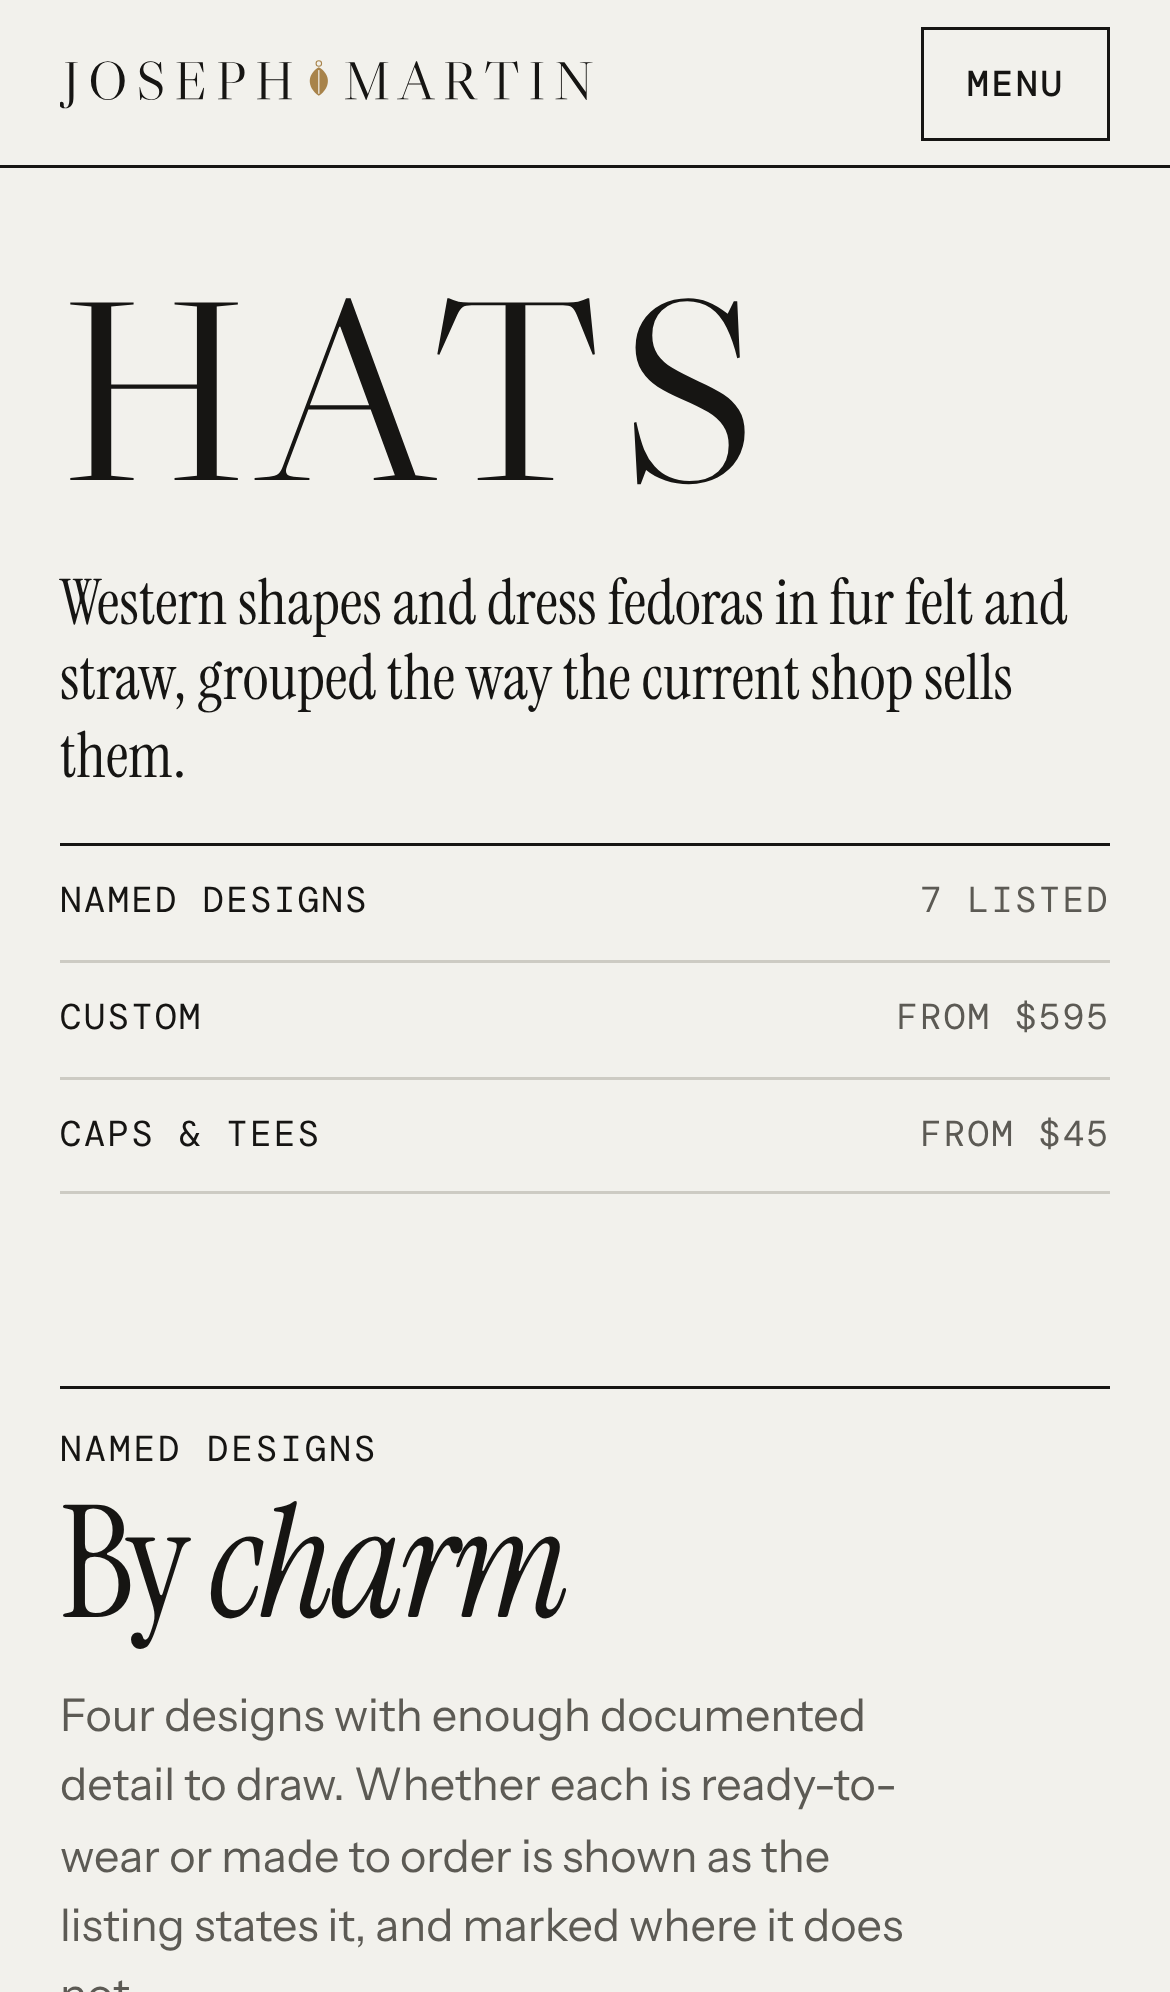 JOSEPH MARTIN
MENU
HATS
Western shapes and dress fedoras in fur felt and
straw, grouped the way the current shop sells
them.
NAMED DESIGNS 7 LISTED
CUSTOM FROM $595
CAPS & TEES FROM $45
NAMED DESIGNS
By charm
Four designs with enough documented
detail to draw. Whether each is ready-to-
wear or made to order is shown as the
listing states it, and marked where it does
not.